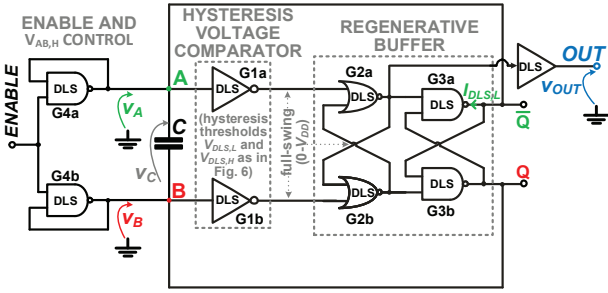 ENABLE AND
V_AB,H CONTROL
HYSTERESIS
VOLTAGE
COMPARATOR
REGENERATIVE
BUFFER
ENABLE
DLS
G4a
v_A
A
DLS
G1a
(hysteresis
thresholds
V_DLS,L and
V_DLS,H as in
Fig. 6)
C
v_C
full-swing
(0-V_DD)
G2a
DLS
G3a
DLS
I_DLS,L
DLS
OUT
v_OUT
Q̅
G4b
DLS
v_B
B
DLS
G1b
DLS
G2b
DLS
G3b
Q